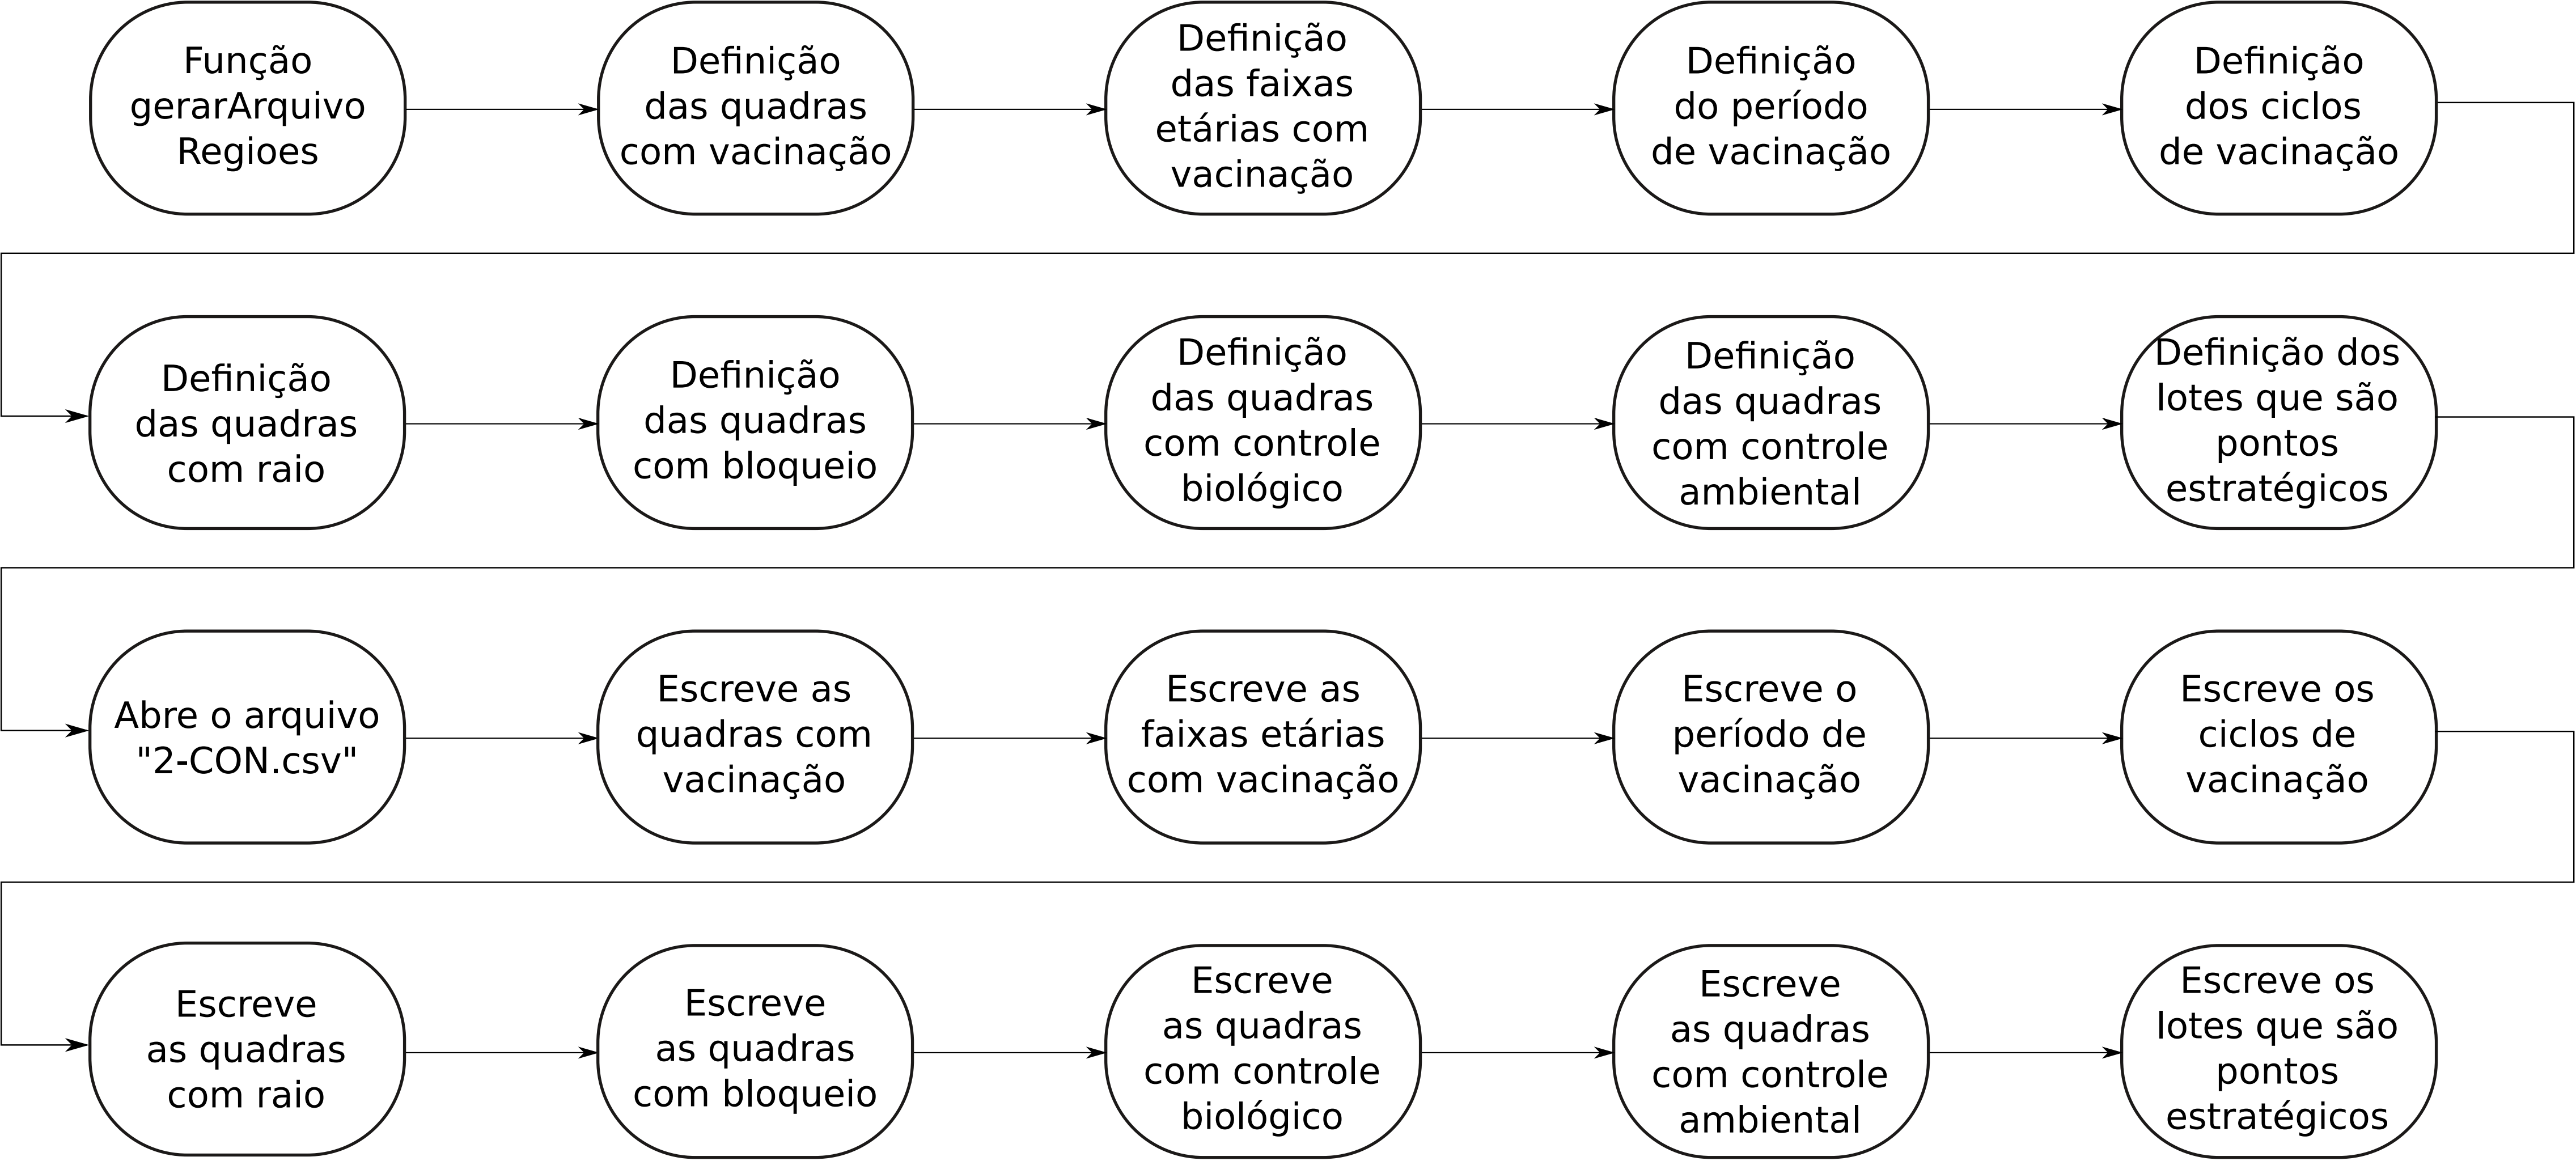 Função
gerarArquivo
Regioes
Definição
das quadras
com vacinação
Definição
das faixas
etárias com
vacinação
Definição
do período
de vacinação
Definição
dos ciclos
de vacinação
Definição
das quadras
com raio
Definição
das quadras
com bloqueio
Definição
das quadras
com controle
biológico
Definição
das quadras
com controle
ambiental
Definição dos
lotes que são
pontos
estratégicos
Abre o arquivo
"2-CON.csv"
Escreve as
quadras com
vacinação
Escreve as
faixas etárias
com vacinação
Escreve o
período de
vacinação
Escreve os
ciclos de
vacinação
Escreve
as quadras
com raio
Escreve
as quadras
com bloqueio
Escreve
as quadras
com controle
biológico
Escreve
as quadras
com controle
ambiental
Escreve os
lotes que são
pontos
estratégicos